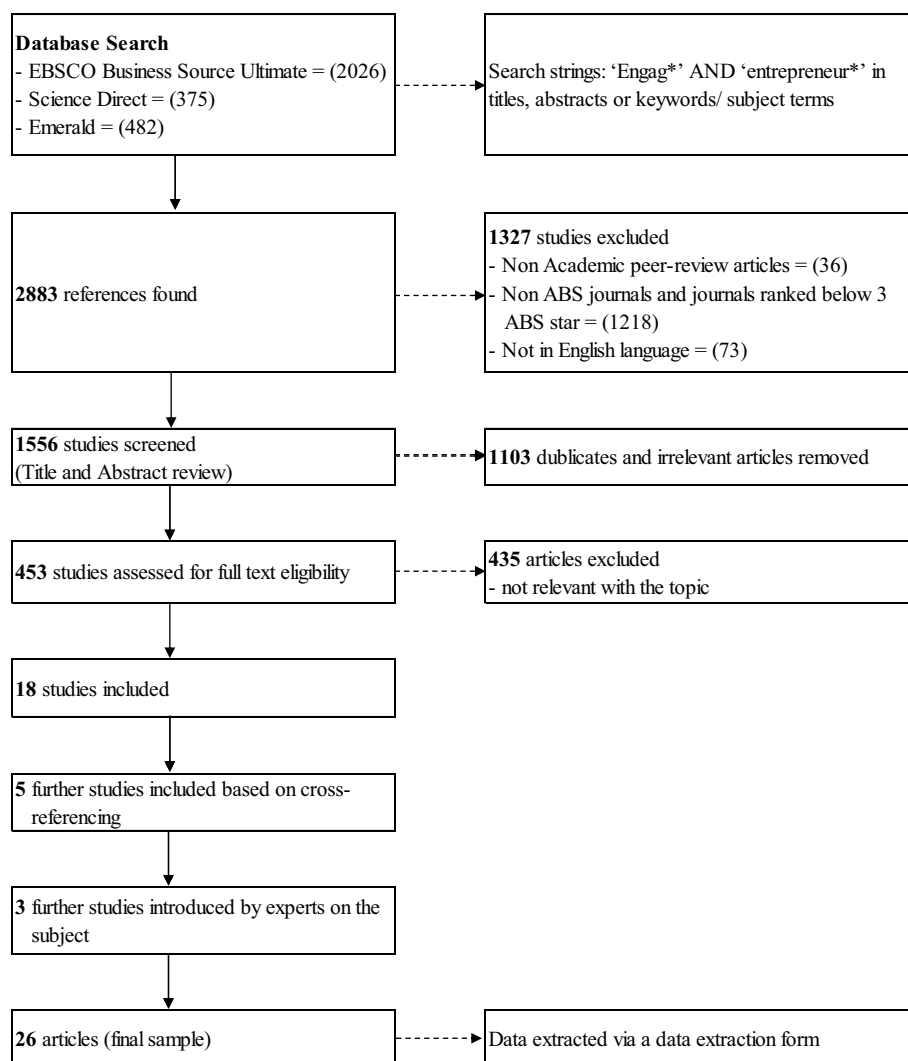 Database Search
- EBSCO Business Source Ultimate = (2026)
- Science Direct = (375)
- Emerald = (482)
Search strings: ‘Engag*’ AND ‘entrepreneur*’ in
titles, abstracts or keywords/ subject terms
2883 references found
1327 studies excluded
- Non Academic peer-review articles = (36)
- Non ABS journals and journals ranked below 3
ABS star = (1218)
- Not in English language = (73)
1556 studies screened
(Title and Abstract review)
1103 dublicates and irrelevant articles removed
453 studies assessed for full text eligibility
435 articles excluded
- not relevant with the topic
18 studies included
5 further studies included based on cross-
referencing
3 further studies introduced by experts on the
subject
26 articles (final sample)
Data extracted via a data extraction form